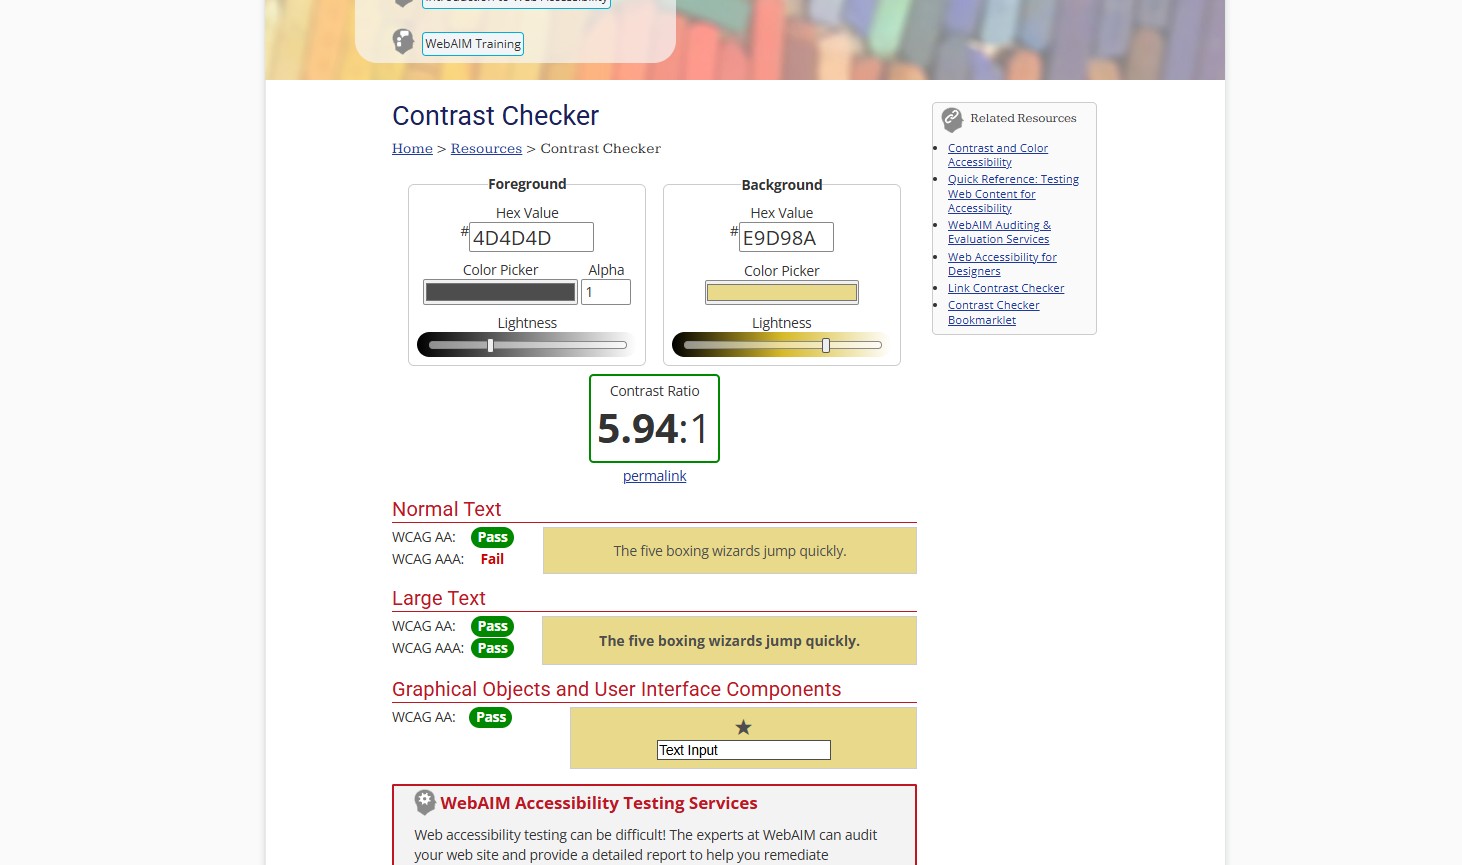 Introduction to Web Accessibility
WebAIM Training
Contrast Checker
Home > Resources > Contrast Checker
Foreground
Hex Value
# 4D4D4D
Color Picker Alpha
1
Lightness
Background
Hex Value
# E9D98A
Color Picker
Lightness
Contrast Ratio
5.94:1
permalink
Normal Text
WCAG AA: Pass
WCAG AAA: Fail
The five boxing wizards jump quickly.
Large Text
WCAG AA: Pass
WCAG AAA: Pass
The five boxing wizards jump quickly.
Graphical Objects and User Interface Components
WCAG AA: Pass
★
Text Input
WebAIM Accessibility Testing Services
Web accessibility testing can be difficult! The experts at WebAIM can audit
your web site and provide a detailed report to help you remediate
Related Resources
Contrast and Color
Accessibility
Quick Reference: Testing
Web Content for
Accessibility
WebAIM Auditing &
Evaluation Services
Web Accessibility for
Designers
Link Contrast Checker
Contrast Checker
Bookmarklet